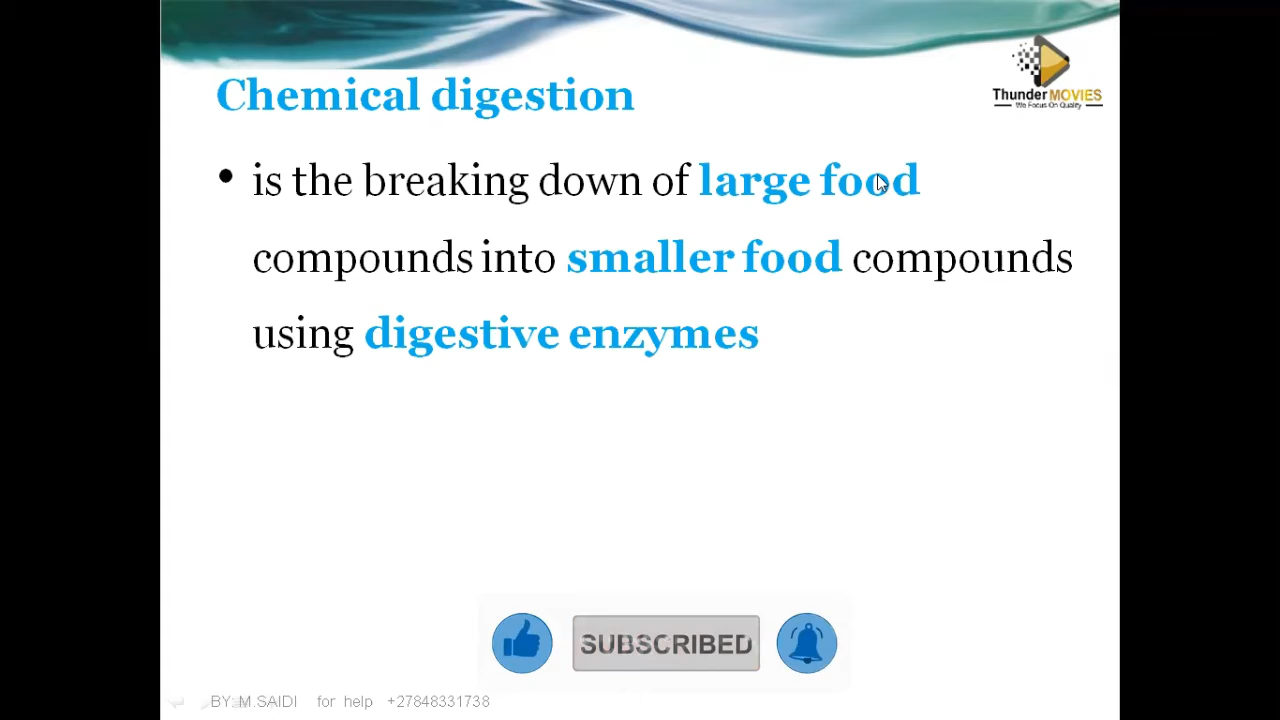 Chemical digestion
Thunder MOVIES
We Focus On Quality
• is the breaking down of large food
compounds into smaller food compounds
using digestive enzymes
SUBSCRIBED
BY M.SAIDI for help +27848331738